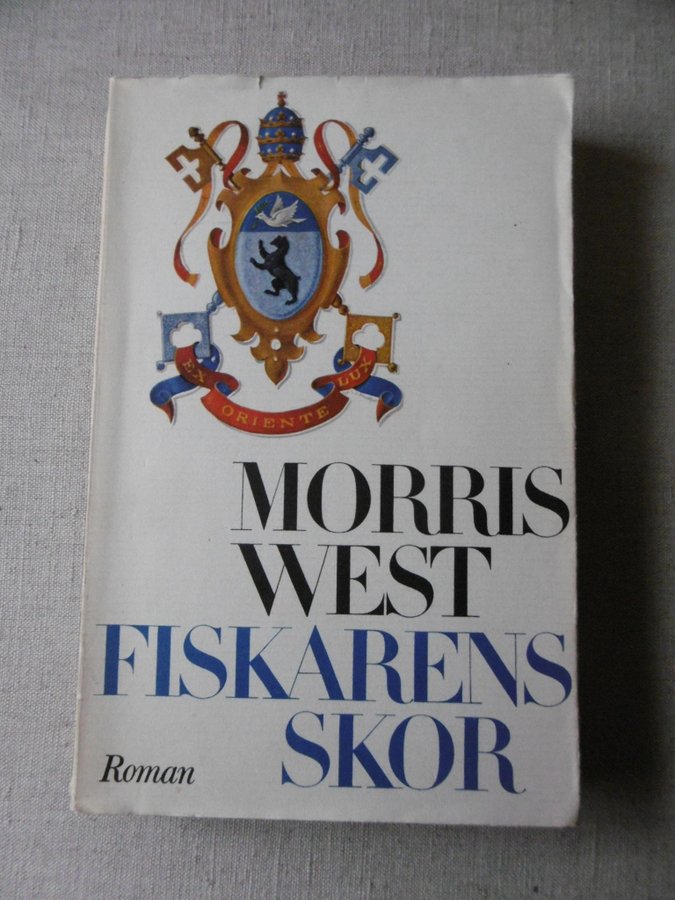 EX ORIENTE LUX
MORRIS
WEST
FISKARENS
SKOR
Roman